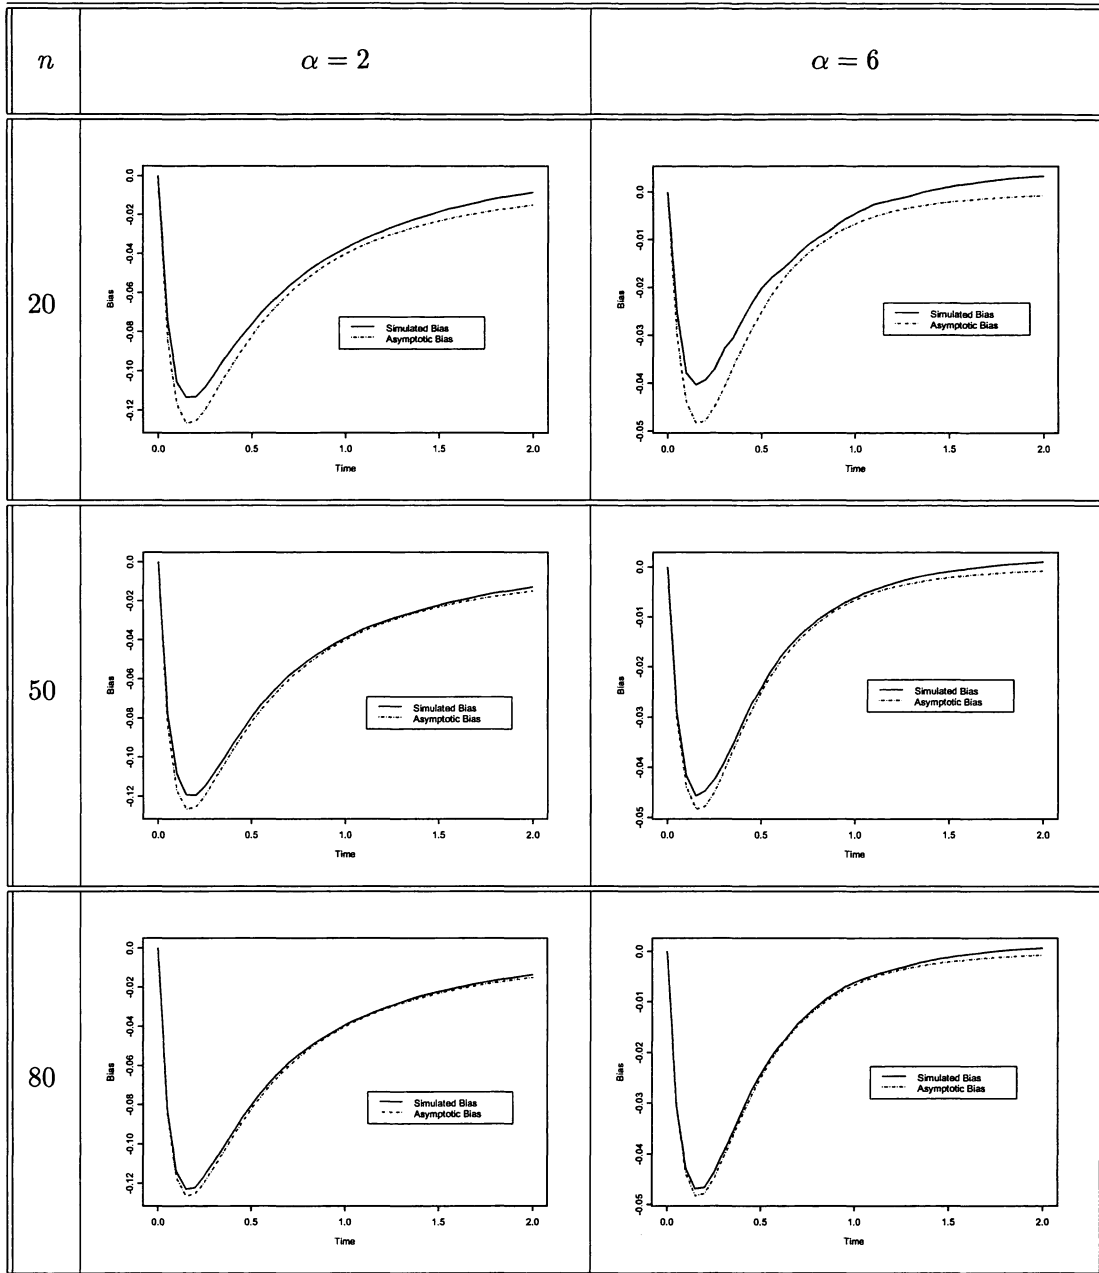 n α = 2 α = 6
20
0.0
-0.02
-0.04
-0.06
-0.08
-0.10
-0.12
Bias
Simulated Bias
Asymptotic Bias
0.0 0.5 1.0 1.5 2.0
Time
0.0
-0.01
-0.02
-0.03
-0.04
-0.05
Bias
Simulated Bias
Asymptotic Bias
0.0 0.5 1.0 1.5 2.0
Time
50
0.0
-0.02
-0.04
-0.06
-0.08
-0.10
-0.12
Bias
Simulated Bias
Asymptotic Bias
0.0 0.5 1.0 1.5 2.0
Time
0.0
-0.01
-0.02
-0.03
-0.04
-0.05
Bias
Simulated Bias
Asymptotic Bias
0.0 0.5 1.0 1.5 2.0
Time
80
0.0
-0.02
-0.04
-0.06
-0.08
-0.10
-0.12
Bias
Simulated Bias
Asymptotic Bias
0.0 0.5 1.0 1.5 2.0
Time
0.0
-0.01
-0.02
-0.03
-0.04
-0.05
Bias
Simulated Bias
Asymptotic Bias
0.0 0.5 1.0 1.5 2.0
Time